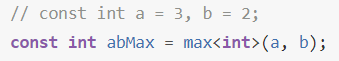 // const int a = 3, b = 2;
const int abMax = max<int>(a, b);